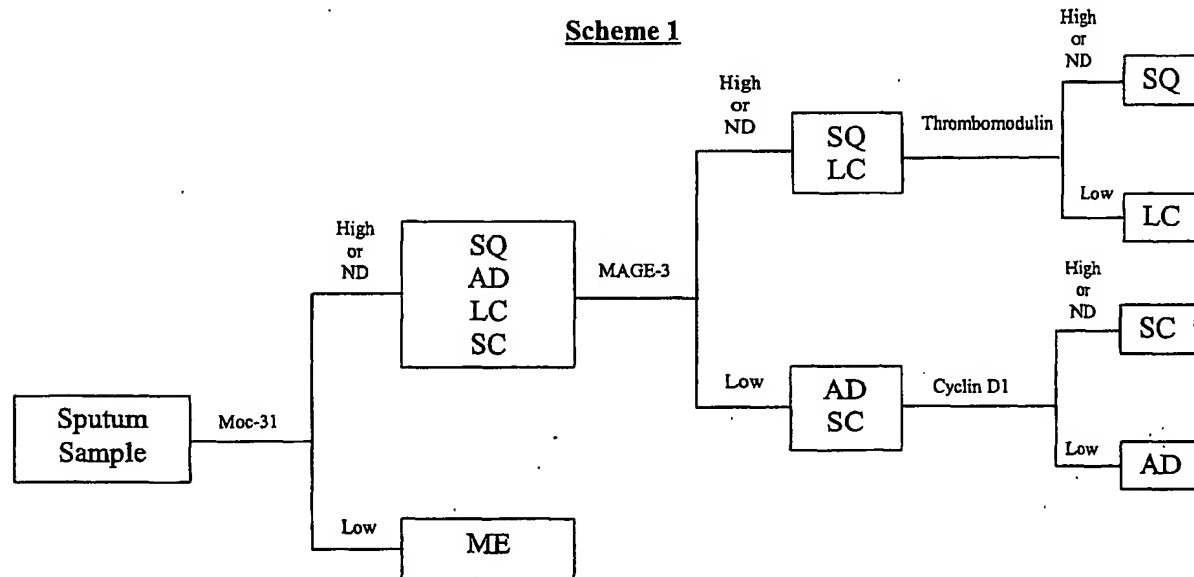 Scheme 1
Sputum
Sample
Moc-31
High
or
ND
SQ
AD
LC
SC
Low
ME
MAGE-3
High
or
ND
SQ
LC
Low
AD
SC
Thrombomodulin
High
or
ND
SQ
Low
LC
Cyclin D1
High
or
ND
SC
Low
AD